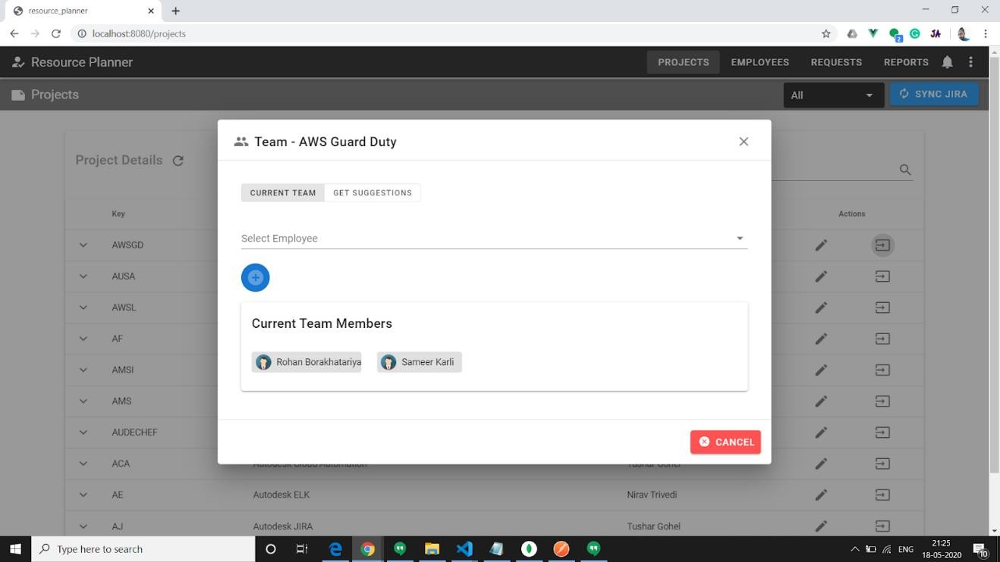 resource_planner
localhost:8080/projects
2
JA
Resource Planner PROJECTS EMPLOYEES REQUESTS REPORTS
Projects All SYNC JIRA
Team - AWS Guard Duty
Project Details
CURRENT TEAM GET SUGGESTIONS
Key Actions
Select Employee
AWSGD
AUSA
AWSL
Current Team Members
AF
Rohan Borakhatariya Sameer Karli
AMSI
AMS
AUDECHEF
CANCEL
ACA Autodesk Cloud Automation Tushar Gohel
AE Autodesk ELK Nirav Trivedi
AJ Autodesk JIRA Tushar Gohel
Type here to search
ENG
21:25
18-05-2020
10